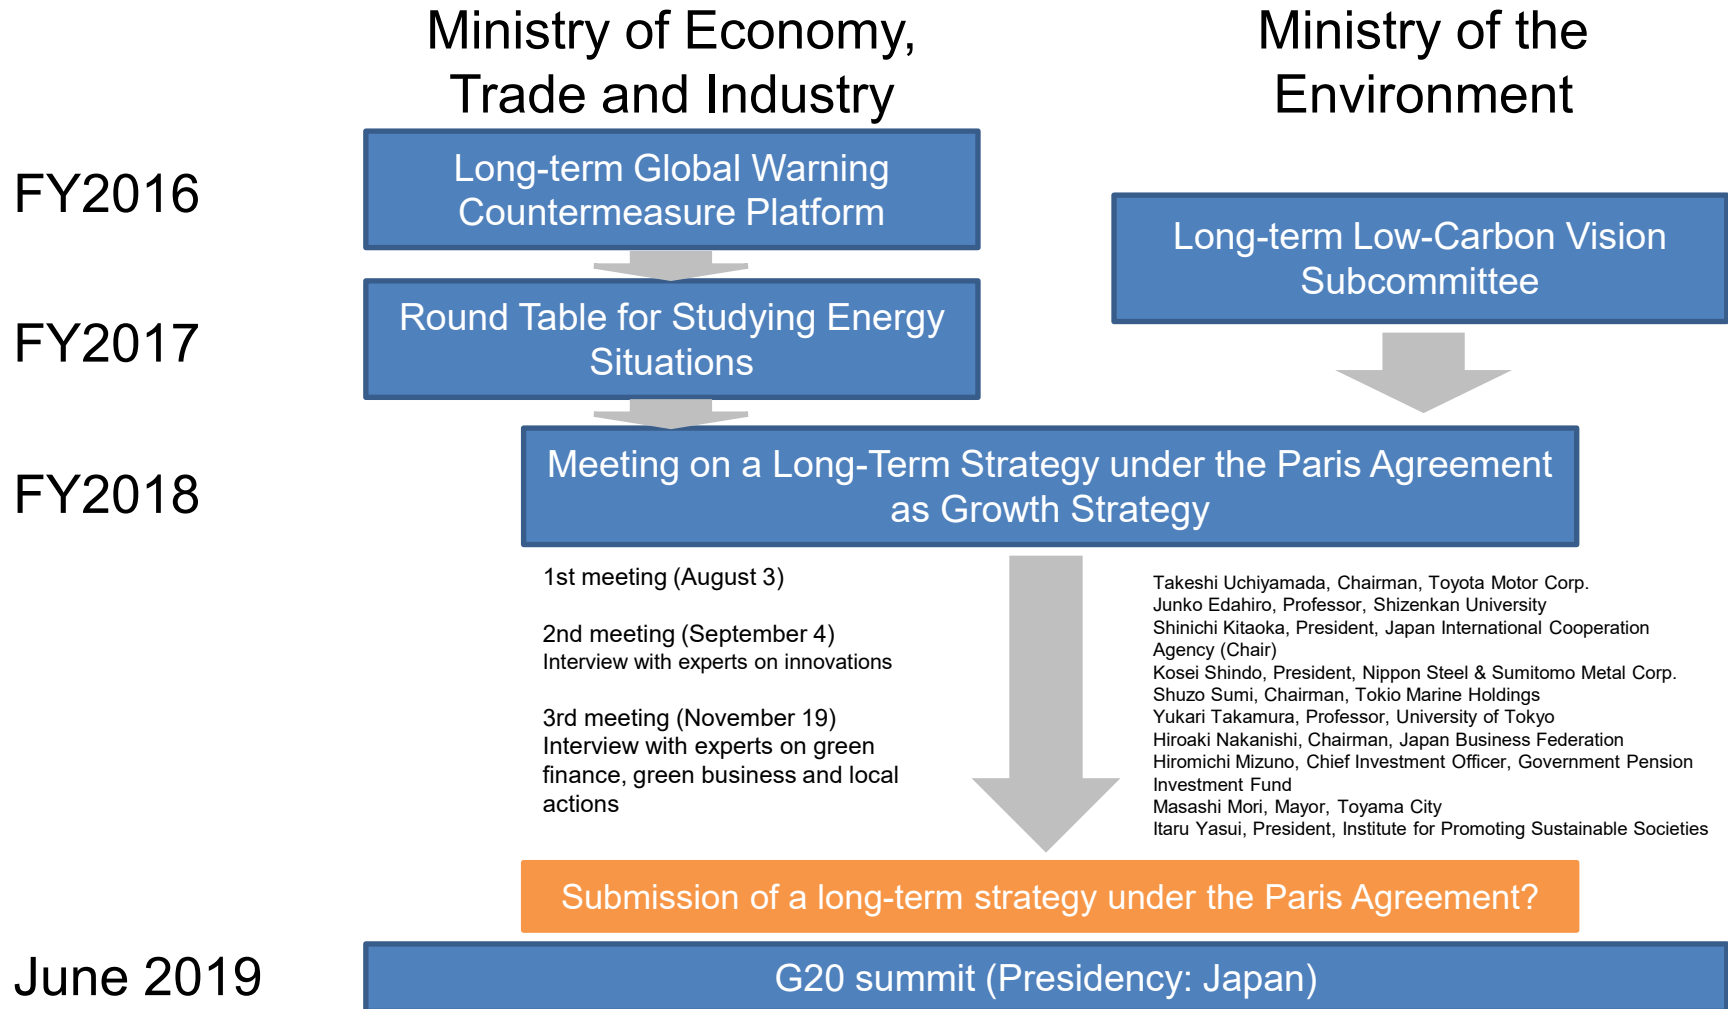 Ministry of Economy,
Trade and Industry
Ministry of the
Environment
FY2016
Long-term Global Warning
Countermeasure Platform
Long-term Low-Carbon Vision
Subcommittee
FY2017
Round Table for Studying Energy
Situations
FY2018
Meeting on a Long-Term Strategy under the Paris Agreement
as Growth Strategy
1st meeting (August 3)
2nd meeting (September 4)
Interview with experts on innovations
3rd meeting (November 19)
Interview with experts on green
finance, green business and local
actions
Takeshi Uchiyamada, Chairman, Toyota Motor Corp.
Junko Edahiro, Professor, Shizenkan University
Shinichi Kitaoka, President, Japan International Cooperation
Agency (Chair)
Kosei Shindo, President, Nippon Steel & Sumitomo Metal Corp.
Shuzo Sumi, Chairman, Tokio Marine Holdings
Yukari Takamura, Professor, University of Tokyo
Hiroaki Nakanishi, Chairman, Japan Business Federation
Hiromichi Mizuno, Chief Investment Officer, Government Pension
Investment Fund
Masashi Mori, Mayor, Toyama City
Itaru Yasui, President, Institute for Promoting Sustainable Societies
Submission of a long-term strategy under the Paris Agreement?
June 2019
G20 summit (Presidency: Japan)